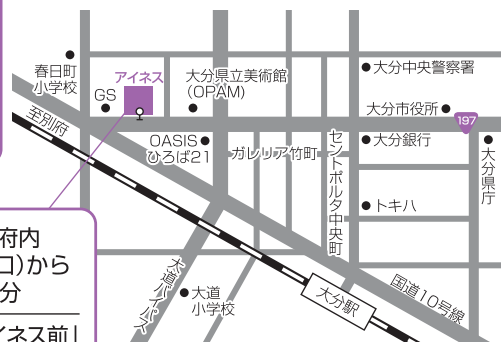 春日町
小学校
アイネス
GS
大分県立美術館
(OPAM)
大分中央警察署
大分市役所
197
至別府
OASIS
ひろば21
ガレリア竹町
セントポルタ中央町
大分銀行
大分県庁
トキハ
府内
口)から
分
イネス前」
大道バイパス
大道
小学校
大分駅
国道10号線